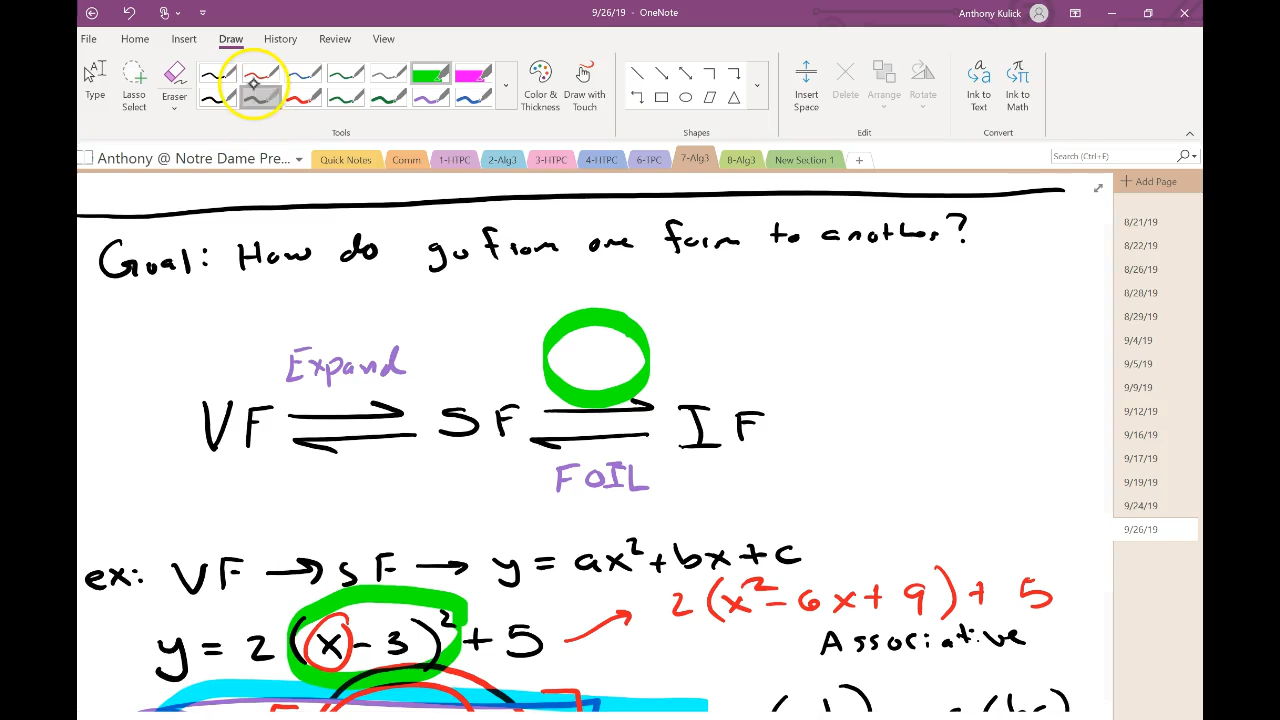 9/26/19 - OneNote
Anthony Kulick
File Home Insert Draw History Review View
Type
Lasso Select
Eraser
Color & Thickness
Draw with Touch
Insert Space
Delete
Arrange
Rotate
Ink to Text
Ink to Math
Tools
Shapes
Edit
Convert
Anthony @ Notre Dame Pre...
Quick Notes Comm 1-HTPC 2-Alg3 3-HTPC 4-HTPC 6-TPC 7-Alg3 8-Alg3 New Section 1 +
Search (Ctrl+F)
+ Add Page
8/21/19
8/22/19
8/26/19
8/28/19
8/29/19
9/4/19
9/5/19
9/9/19
9/12/19
9/16/19
9/17/19
9/19/19
9/24/19
9/26/19
Goal: How do go from one form to another?
Expand
VF ⇌ SF ⇌ IF
FOIL
ex: VF → SF → y = ax²+bx+c
2(x²-6x+9)+5
y = 2(x-3)²+5 →
Associative